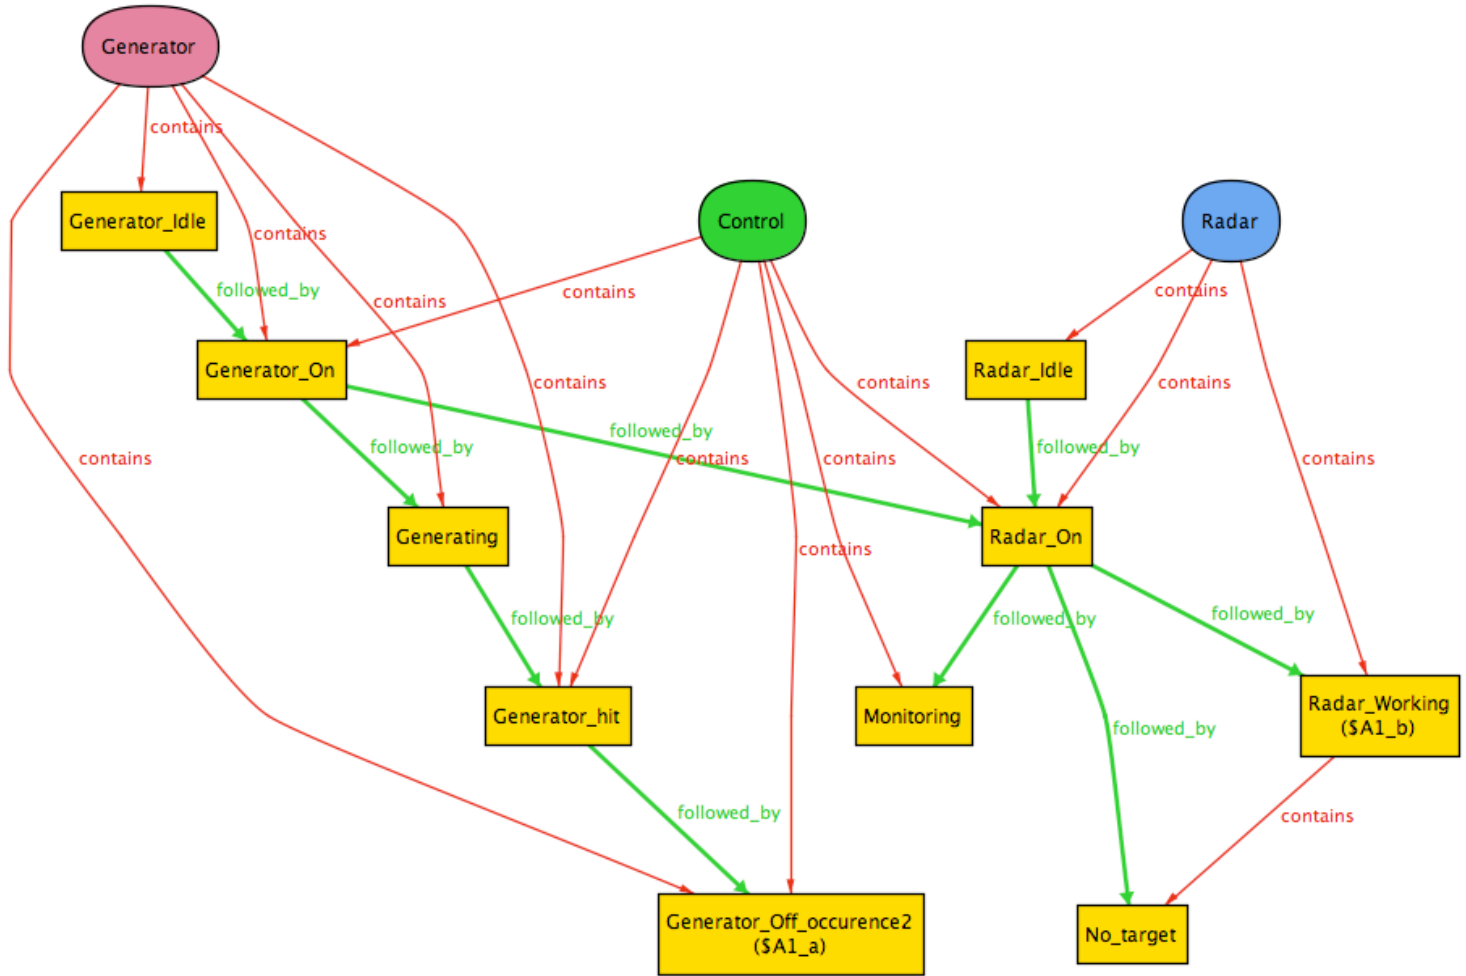 Generator
contains
Generator_Idle
Control
Radar
contains
followed_by
contains
contains
contains
Generator_On
Radar_Idle
contains
contains
contains
followed_by
followed_by
followed_by
contains
contains
contains
contains
Generating
Radar_On
contains
followed_by
followed_by
followed_by
Generator_hit
Monitoring
Radar_Working
($A1_b)
followed_by
followed_by
contains
Generator_Off_occurence2
($A1_a)
No_target